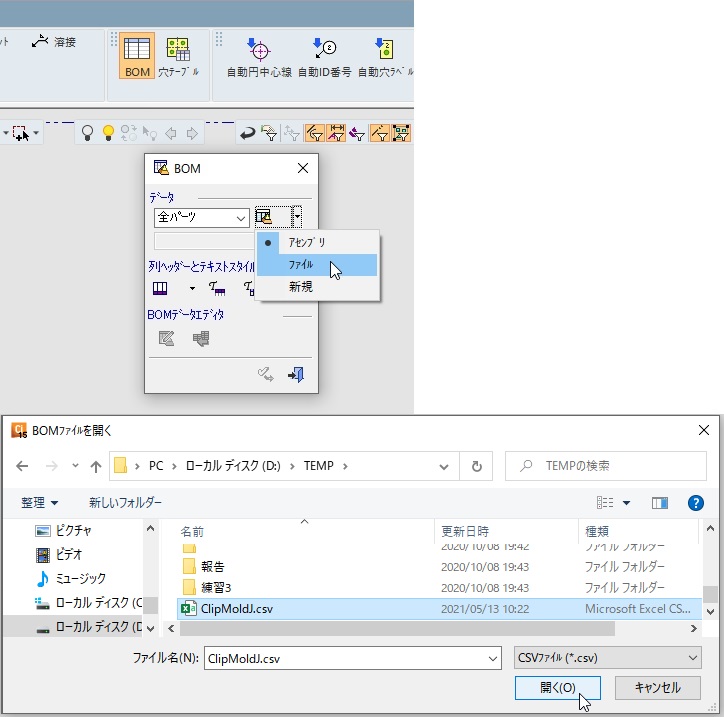 ット 溶接
BOM 穴ﾃｰﾌﾞﾙ 自動円中心線 自動ID番号 自動穴ﾗﾍﾞﾙ
BOM
ﾃﾞｰﾀ
全ﾊﾟｰﾂ
ｱｾﾝﾌﾞﾘ
ﾌｧｲﾙ
新規
列ﾍｯﾀﾞｰとﾃｷｽﾄｽﾀｲﾙ
BOMﾃﾞｰﾀｴﾃﾞｨﾀ
BOMﾌｧｲﾙを開く
PC › ローカル ディスク (D:) › TEMP ›
TEMPの検索
整理 新しいフォルダー
ピクチャ
ビデオ
ミュージック
ローカル ディスク (C
ローカル ディスク (D
名前 更新日時 種類
2020/10/08 19:42 ファイル フォルダー
報告 2020/10/08 19:43 ファイル フォルダー
練習3 2020/10/08 19:43 ファイル フォルダー
ClipMoldJ.csv 2021/05/13 10:22 Microsoft Excel CS...
ファイル名(N): ClipMoldJ.csv CSVﾌｧｲﾙ (*.csv)
開く(O) キャンセル